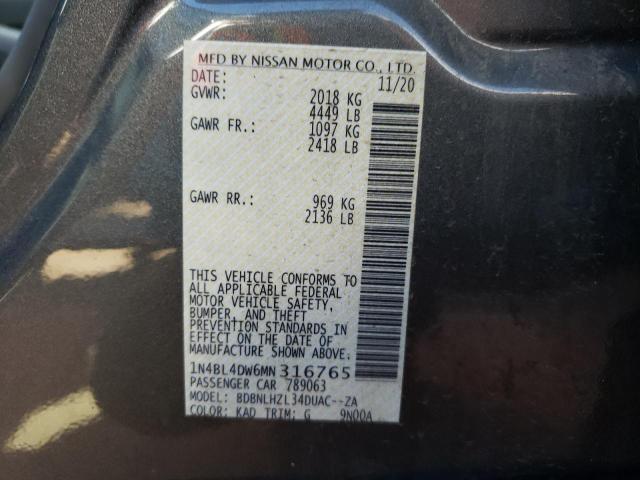 MFD BY NISSAN MOTOR CO., LTD.
DATE: 11/20
GVWR: 2018 KG
4449 LB
GAWR FR.: 1097 KG
2418 LB
GAWR RR.: 969 KG
2136 LB
THIS VEHICLE CONFORMS TO
ALL APPLICABLE FEDERAL
MOTOR VEHICLE SAFETY,
BUMPER, AND THEFT
PREVENTION STANDARDS IN
EFFECT ON THE DATE OF
MANUFACTURE SHOWN ABOVE.
1N4BL4DW6MN316765
PASSENGER CAR 789063
MODEL: BDBNLHZL34DUAC--ZA
COLOR: KAD TRIM: G 9N00A